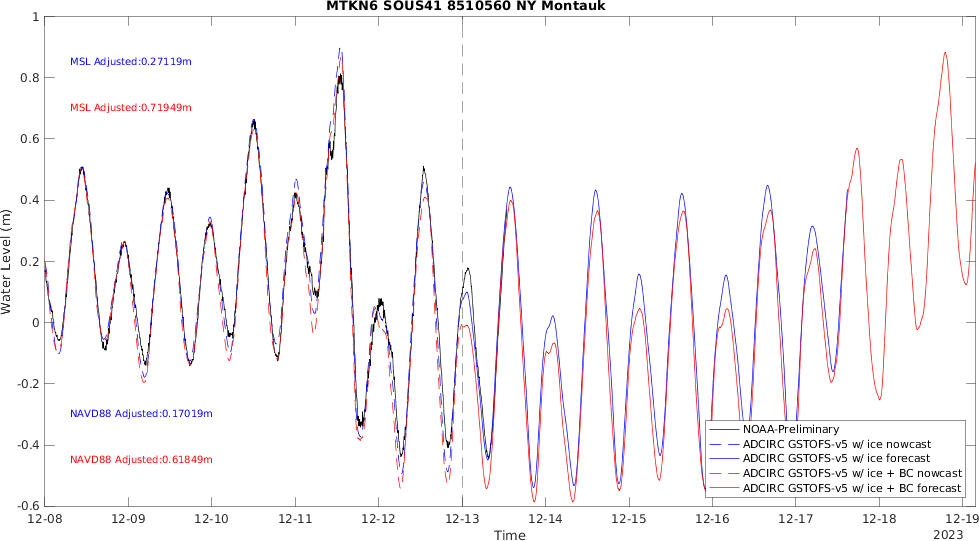 MTKN6 SOUS41 8510560 NY Montauk
1
0.8
0.6
0.4
0.2
0
-0.2
-0.4
-0.6
Water Level (m)
MSL Adjusted:0.27119m
MSL Adjusted:0.71949m
NAVD88 Adjusted:0.17019m
NAVD88 Adjusted:0.61849m
NOAA-Preliminary
ADCIRC GSTOFS-v5 w/ ice nowcast
ADCIRC GSTOFS-v5 w/ ice forecast
ADCIRC GSTOFS-v5 w/ ice + BC nowcast
ADCIRC GSTOFS-v5 w/ ice + BC forecast
12-08 12-09 12-10 12-11 12-12 12-13 12-14 12-15 12-16 12-17 12-18 12-19
Time
2023